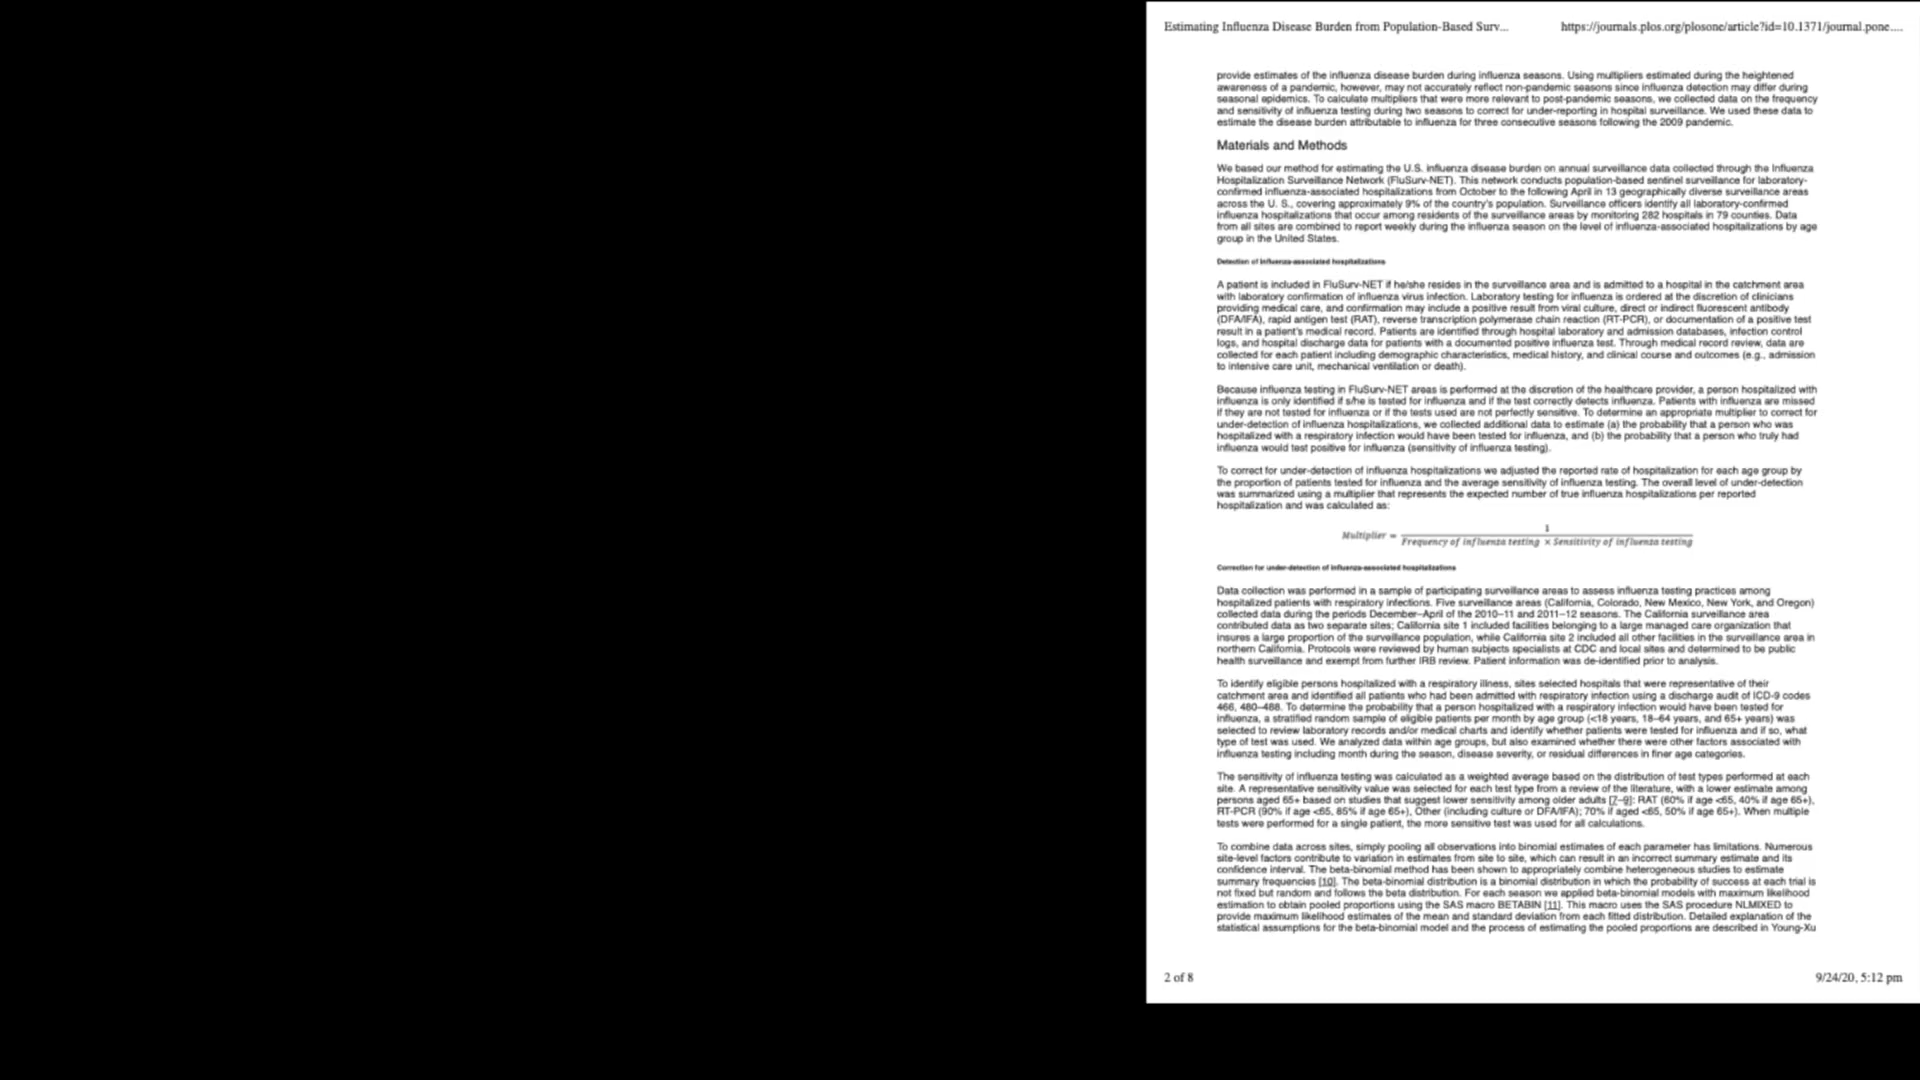 Estimating Influenza Disease Burden from Population-Based Surv... https://journals.plos.org/plosone/article?id=10.1371/journal.pone....
provide estimates of the influenza disease burden during influenza seasons. Using multipliers estimated during the heightened
awareness of a pandemic, however, may not accurately reflect non-pandemic seasons since influenza detection may differ during
seasonal epidemics. To calculate multipliers that were more relevant to post-pandemic seasons, we collected data on the frequency
and sensitivity of influenza testing during two seasons to correct for under-reporting in hospital surveillance. We used these data to
estimate the disease burden attributable to influenza for three consecutive seasons following the 2009 pandemic.
Materials and Methods
We based our method for estimating the U.S. influenza disease burden on annual surveillance data collected through the Influenza
Hospitalization Surveillance Network (FluSurv-NET). This network conducts population-based sentinel surveillance for laboratory-
confirmed influenza-associated hospitalizations from October to the following April in 13 geographically diverse surveillance areas
across the U. S., covering approximately 9% of the country's population. Surveillance officers identify all laboratory-confirmed
influenza hospitalizations that occur among residents of the surveillance areas by monitoring 282 hospitals in 79 counties. Data
from all sites are combined to report weekly during the influenza season on the level of influenza-associated hospitalizations by age
group in the United States.
Detection of influenza-associated hospitalizations
A patient is included in FluSurv-NET if he/she resides in the surveillance area and is admitted to a hospital in the catchment area
with laboratory confirmation of influenza virus infection. Laboratory testing for influenza is ordered at the discretion of clinicians
providing medical care, and confirmation may include a positive result from viral culture, direct or indirect fluorescent antibody
(DFA/IFA), rapid antigen test (RAT), reverse transcription polymerase chain reaction (RT-PCR), or documentation of a positive test
result in a patient's medical record. Patients are identified through hospital laboratory and admission databases, infection control
logs, and hospital discharge data for patients with a documented positive influenza test. Through medical record review, data are
collected for each patient including demographic characteristics, medical history, and clinical course and outcomes (e.g., admission
to intensive care unit, mechanical ventilation or death).
Because influenza testing in FluSurv-NET areas is performed at the discretion of the healthcare provider, a person hospitalized with
influenza is only identified if s/he is tested for influenza and if the test correctly detects influenza. Patients with influenza are missed
if they are not tested for influenza or if the tests used are not perfectly sensitive. To determine an appropriate multiplier to correct for
under-detection of influenza hospitalizations, we collected additional data to estimate (a) the probability that a person who was
hospitalized with a respiratory infection would have been tested for influenza, and (b) the probability that a person who truly had
influenza would test positive for influenza (sensitivity of influenza testing).
To correct for under-detection of influenza hospitalizations we adjusted the reported rate of hospitalization for each age group by
the proportion of patients tested for influenza and the average sensitivity of influenza testing. The overall level of under-detection
was summarized using a multiplier that represents the expected number of true influenza hospitalizations per reported
hospitalization and was calculated as:
1
Multiplier =
Frequency of influenza testing × Sensitivity of influenza testing
Correction for under-detection of influenza-associated hospitalizations
Data collection was performed in a sample of participating surveillance areas to assess influenza testing practices among
hospitalized patients with respiratory infections. Five surveillance areas (California, Colorado, New Mexico, New York, and Oregon)
collected data during the periods December–April of the 2010–11 and 2011–12 seasons. The California surveillance area
contributed data as two separate sites; California site 1 included facilities belonging to a large managed care organization that
insures a large proportion of the surveillance population, while California site 2 included all other facilities in the surveillance area in
northern California. Protocols were reviewed by human subjects specialists at CDC and local sites and determined to be public
health surveillance and exempt from further IRB review. Patient information was de-identified prior to analysis.
To identify eligible persons hospitalized with a respiratory illness, sites selected hospitals that were representative of their
catchment area and identified all patients who had been admitted with respiratory infection using a discharge audit of ICD-9 codes
466, 480–488. To determine the probability that a person hospitalized with a respiratory infection would have been tested for
influenza, a stratified random sample of eligible patients per month by age group (<18 years, 18–64 years, and 65+ years) was
selected to review laboratory records and/or medical charts and identify whether patients were tested for influenza and if so, what
type of test was used. We analyzed data within age groups, but also examined whether there were other factors associated with
influenza testing including month during the season, disease severity, or residual differences in finer age categories.
The sensitivity of influenza testing was calculated as a weighted average based on the distribution of test types performed at each
site. A representative sensitivity value was selected for each test type from a review of the literature, with a lower estimate among
persons aged 65+ based on studies that suggest lower sensitivity among older adults [7–9]: RAT (60% if age <65, 40% if age 65+),
RT-PCR (90% if age <65, 85% if age 65+), Other (including culture or DFA/IFA); 70% if aged <65, 50% if age 65+). When multiple
tests were performed for a single patient, the more sensitive test was used for all calculations.
To combine data across sites, simply pooling all observations into binomial estimates of each parameter has limitations. Numerous
site-level factors contribute to variation in estimates from site to site, which can result in an incorrect summary estimate and its
confidence interval. The beta-binomial method has been shown to appropriately combine heterogeneous studies to estimate
summary frequencies [10]. The beta-binomial distribution is a binomial distribution in which the probability of success at each trial is
not fixed but random and follows the beta distribution. For each season we applied beta-binomial models with maximum likelihood
estimation to obtain pooled proportions using the SAS macro BETABIN [11]. This macro uses the SAS procedure NLMIXED to
provide maximum likelihood estimates of the mean and standard deviation from each fitted distribution. Detailed explanation of the
statistical assumptions for the beta-binomial model and the process of estimating the pooled proportions are described in Young-Xu
2 of 8 9/24/20, 5:12 pm